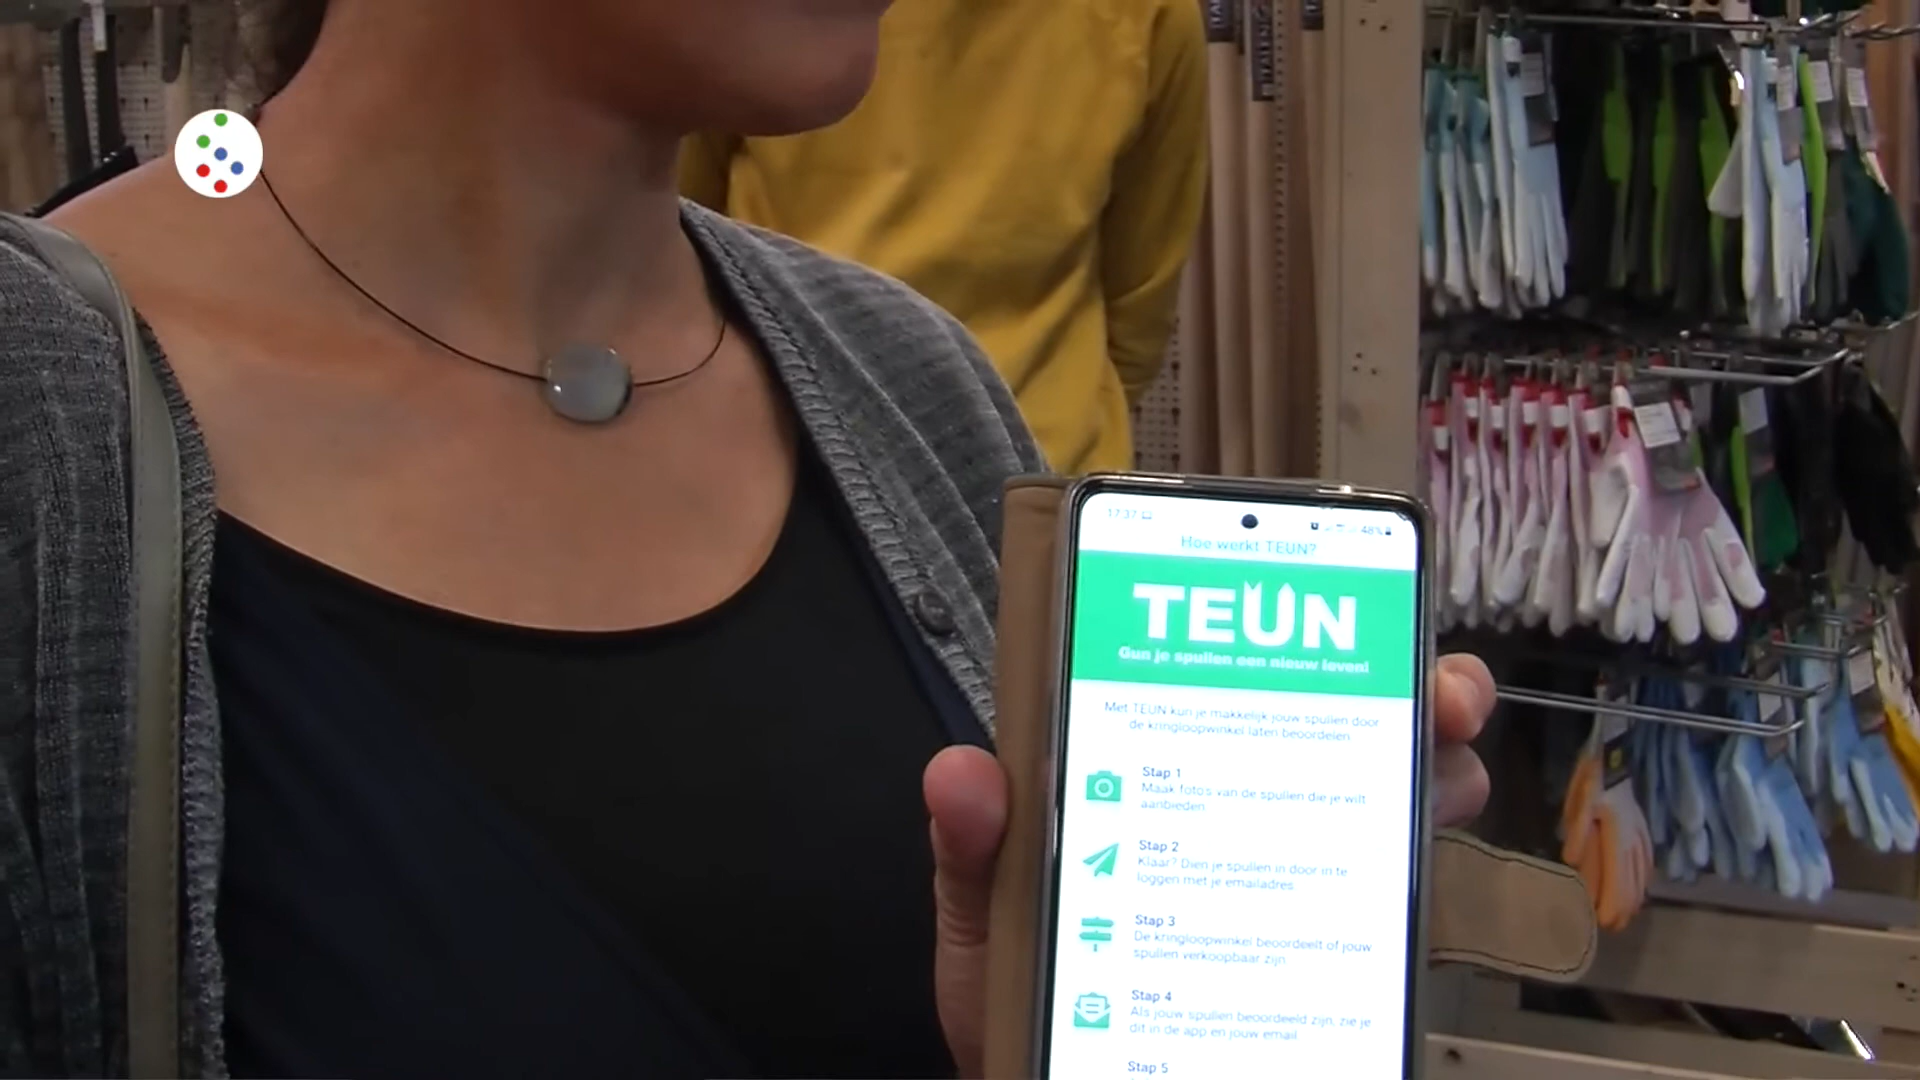 17:37
48%
Hoe werkt TEUN?
TEUN
Gun je spullen een nieuw leven!
Met TEUN kun je makkelijk jouw spullen door
de kringloopwinkel laten beoordelen
Stap 1
Maak foto's van de spullen die je wilt
aanbieden
Stap 2
Klaar? Dien je spullen in door in te
loggen met je emailadres
Stap 3
De kringloopwinkel beoordeelt of jouw
spullen verkoopbaar zijn
Stap 4
Als jouw spullen beoordeeld zijn, zie je
dit in de app en jouw email
Stap 5